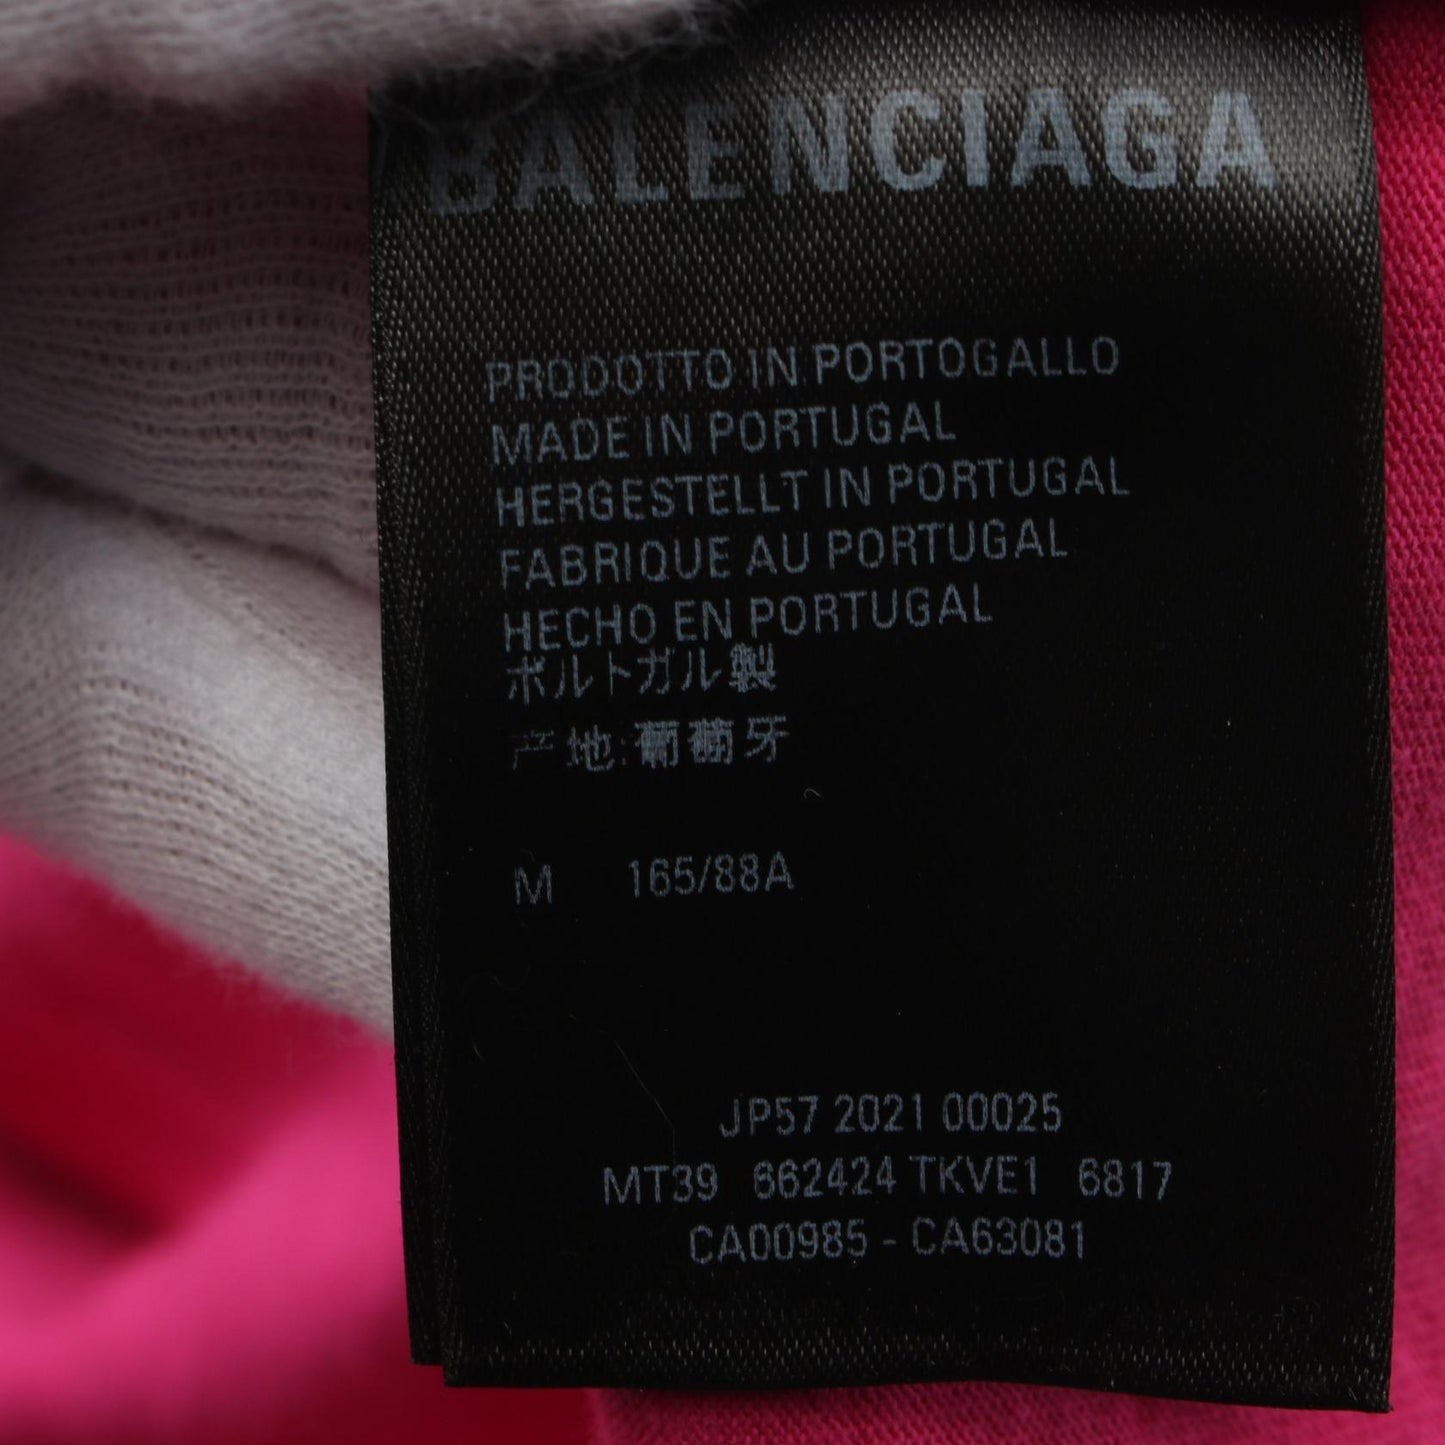 BALENCIAGA
PRODOTTO IN PORTOGALLO
MADE IN PORTUGAL
HERGESTELLT IN PORTUGAL
FABRIQUE AU PORTUGAL
HECHO EN PORTUGAL
ポルトガル製
产地:葡萄牙
M 165/88A
JP57 2021 00025
MT39 662424 TKVE1 6817
CA00985 - CA63081